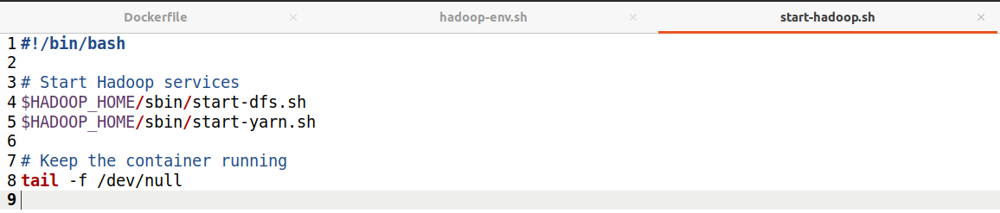 Dockerfile × hadoop-env.sh × start-hadoop.sh ×
1 #!/bin/bash
2
3 # Start Hadoop services
4 $HADOOP_HOME/sbin/start-dfs.sh
5 $HADOOP_HOME/sbin/start-yarn.sh
6
7 # Keep the container running
8 tail -f /dev/null
9